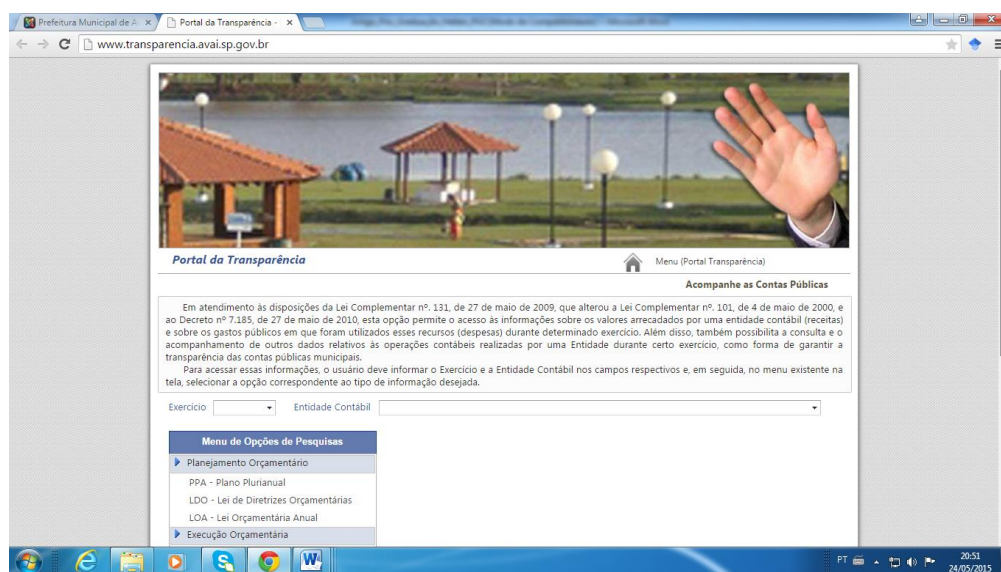 Prefeitura Municipal de A
Portal da Transparência -
www.transparencia.avai.sp.gov.br
Portal da Transparência
Menu (Portal Transparência)
Acompanhe as Contas Públicas
Em atendimento às disposições da Lei Complementar nº. 131, de 27 de maio de 2009, que alterou a Lei Complementar nº. 101, de 4 de maio de 2000, e
ao Decreto nº 7.185, de 27 de maio de 2010, esta opção permite o acesso às informações sobre os valores arrecadados por uma entidade contábil (receitas)
e sobre os gastos públicos em que foram utilizados esses recursos (despesas) durante determinado exercício. Além disso, também possibilita a consulta e o
acompanhamento de outros dados relativos às operações contábeis realizadas por uma Entidade durante certo exercício, como forma de garantir a
transparência das contas públicas municipais.
Para acessar essas informações, o usuário deve informar o Exercício e a Entidade Contábil nos campos respectivos e, em seguida, no menu existente na
tela, selecionar a opção correspondente ao tipo de informação desejada.
Exercício Entidade Contábil
Menu de Opções de Pesquisas
Planejamento Orçamentário
PPA - Plano Plurianual
LDO - Lei de Diretrizes Orçamentárias
LOA - Lei Orçamentária Anual
Execução Orçamentária
PT 20:51
24/05/2015